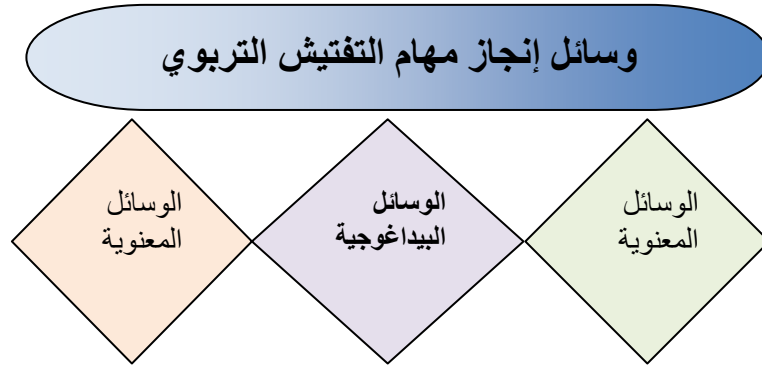 وسائل إنجاز مهام التفتيش التربوي
الوسائل
المعنوية
الوسائل
البيداغوجية
الوسائل
المعنوية